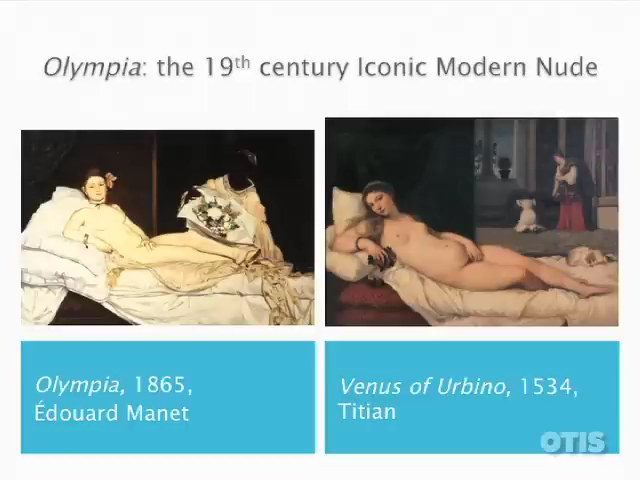 Olympia: the 19th century Iconic Modern Nude
Olympia, 1865,
Édouard Manet
Venus of Urbino, 1534,
Titian
OTIS